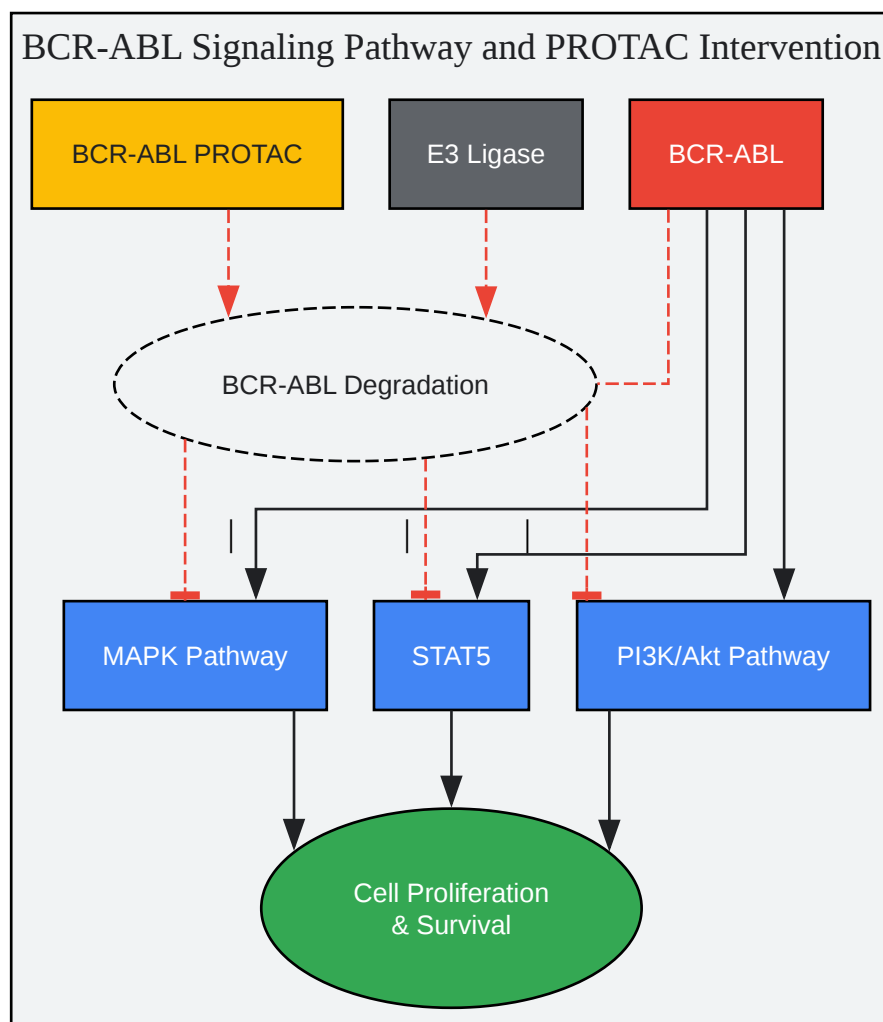 BCR-ABL Signaling Pathway and PROTAC Intervention
BCR-ABL PROTAC
E3 Ligase
BCR-ABL
BCR-ABL Degradation
MAPK Pathway
STAT5
PI3K/Akt Pathway
Cell Proliferation
& Survival